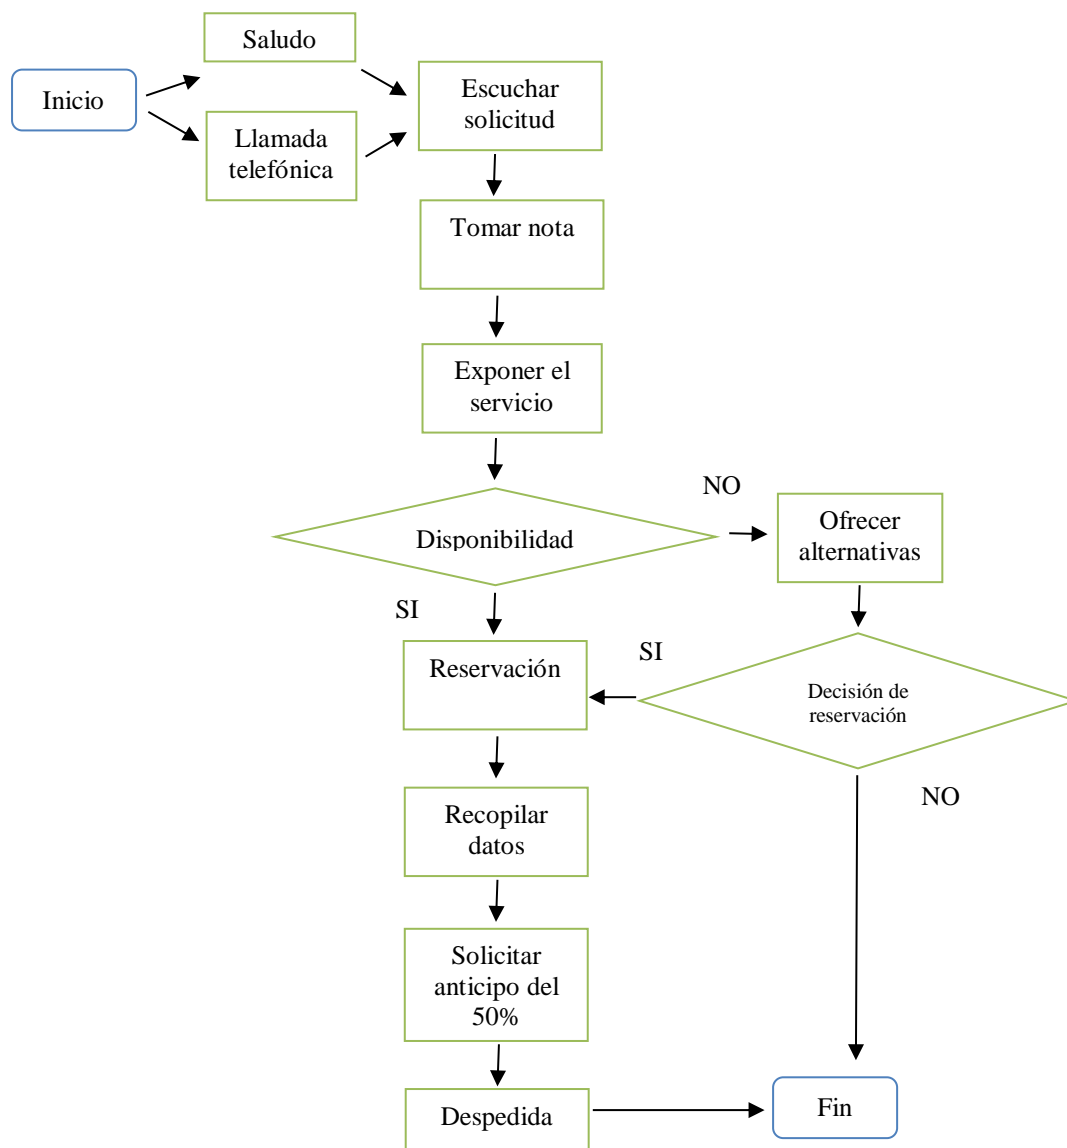 Saludo
Inicio
Llamada
telefónica
Escuchar
solicitud
Tomar nota
Exponer el
servicio
Disponibilidad
NO
Ofrecer
alternativas
SI
Reservación
SI
Decisión de
reservación
NO
Recopilar
datos
Solicitar
anticipo del
50%
Despedida
Fin